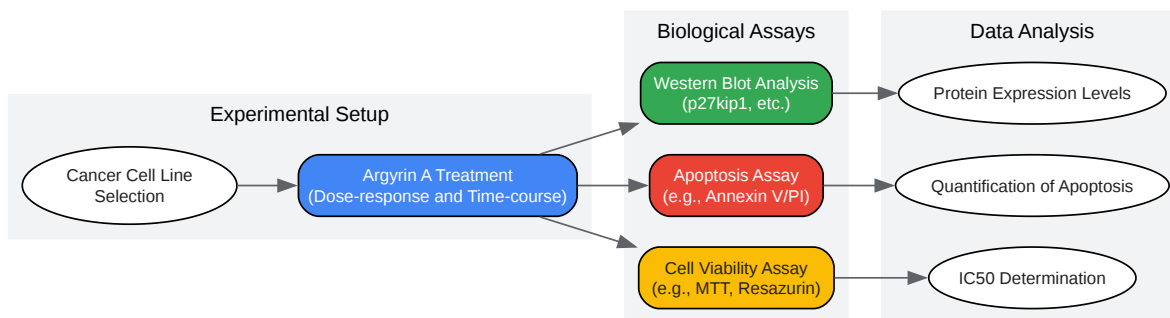 Experimental Setup
Cancer Cell Line
Selection
Argyrin A Treatment
(Dose-response and Time-course)
Biological Assays
Western Blot Analysis
(p27kip1, etc.)
Apoptosis Assay
(e.g., Annexin V/PI)
Cell Viability Assay
(e.g., MTT, Resazurin)
Data Analysis
Protein Expression Levels
Quantification of Apoptosis
IC50 Determination